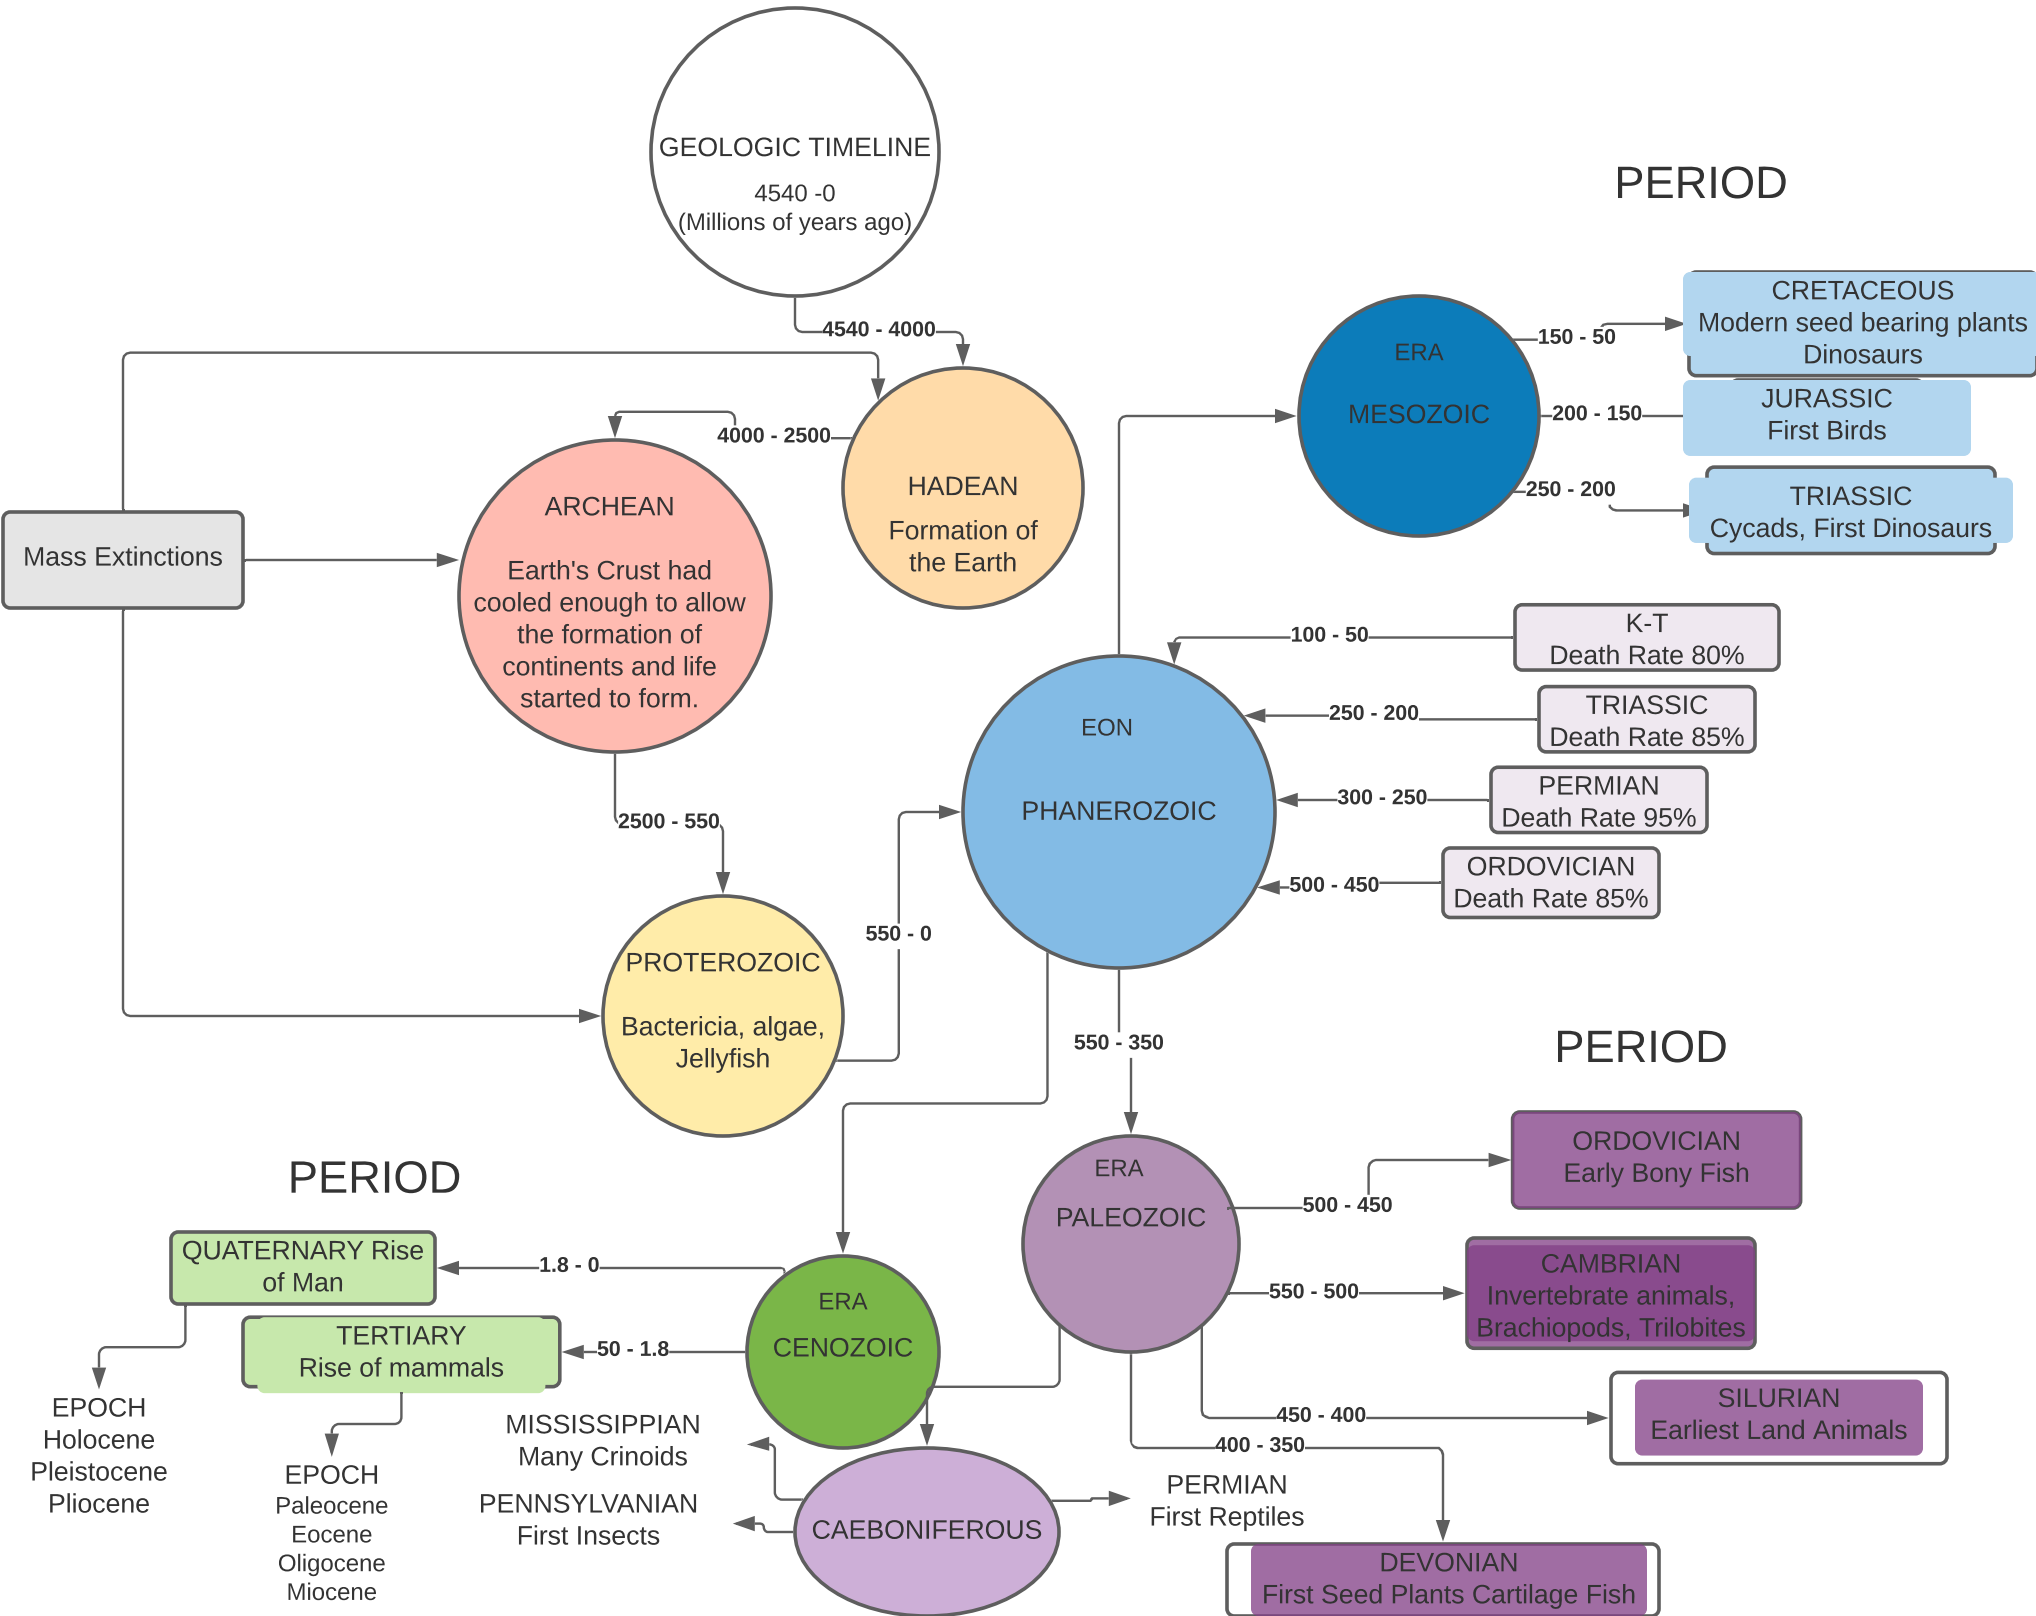 GEOLOGIC TIMELINE
4540 -0
(Millions of years ago)
4540 - 4000
HADEAN
Formation of
the Earth
4000 - 2500
ARCHEAN
Earth's Crust had
cooled enough to allow
the formation of
continents and life
started to form.
Mass Extinctions
2500 - 550
PROTEROZOIC
Bactericia, algae,
Jellyfish
550 - 0
EON
PHANEROZOIC
PERIOD
ERA
MESOZOIC
150 - 50
CRETACEOUS
Modern seed bearing plants
Dinosaurs
200 - 150
JURASSIC
First Birds
250 - 200
TRIASSIC
Cycads, First Dinosaurs
100 - 50
K-T
Death Rate 80%
250 - 200
TRIASSIC
Death Rate 85%
300 - 250
PERMIAN
Death Rate 95%
500 - 450
ORDOVICIAN
Death Rate 85%
550 - 350
PERIOD
ERA
PALEOZOIC
500 - 450
ORDOVICIAN
Early Bony Fish
550 - 500
CAMBRIAN
Invertebrate animals,
Brachiopods, Trilobites
450 - 400
SILURIAN
Earliest Land Animals
400 - 350
DEVONIAN
First Seed Plants Cartilage Fish
PERIOD
ERA
CENOZOIC
1.8 - 0
QUATERNARY Rise
of Man
50 - 1.8
TERTIARY
Rise of mammals
EPOCH
Holocene
Pleistocene
Pliocene
EPOCH
Paleocene
Eocene
Oligocene
Miocene
MISSISSIPPIAN
Many Crinoids
PENNSYLVANIAN
First Insects
CAEBONIFEROUS
PERMIAN
First Reptiles